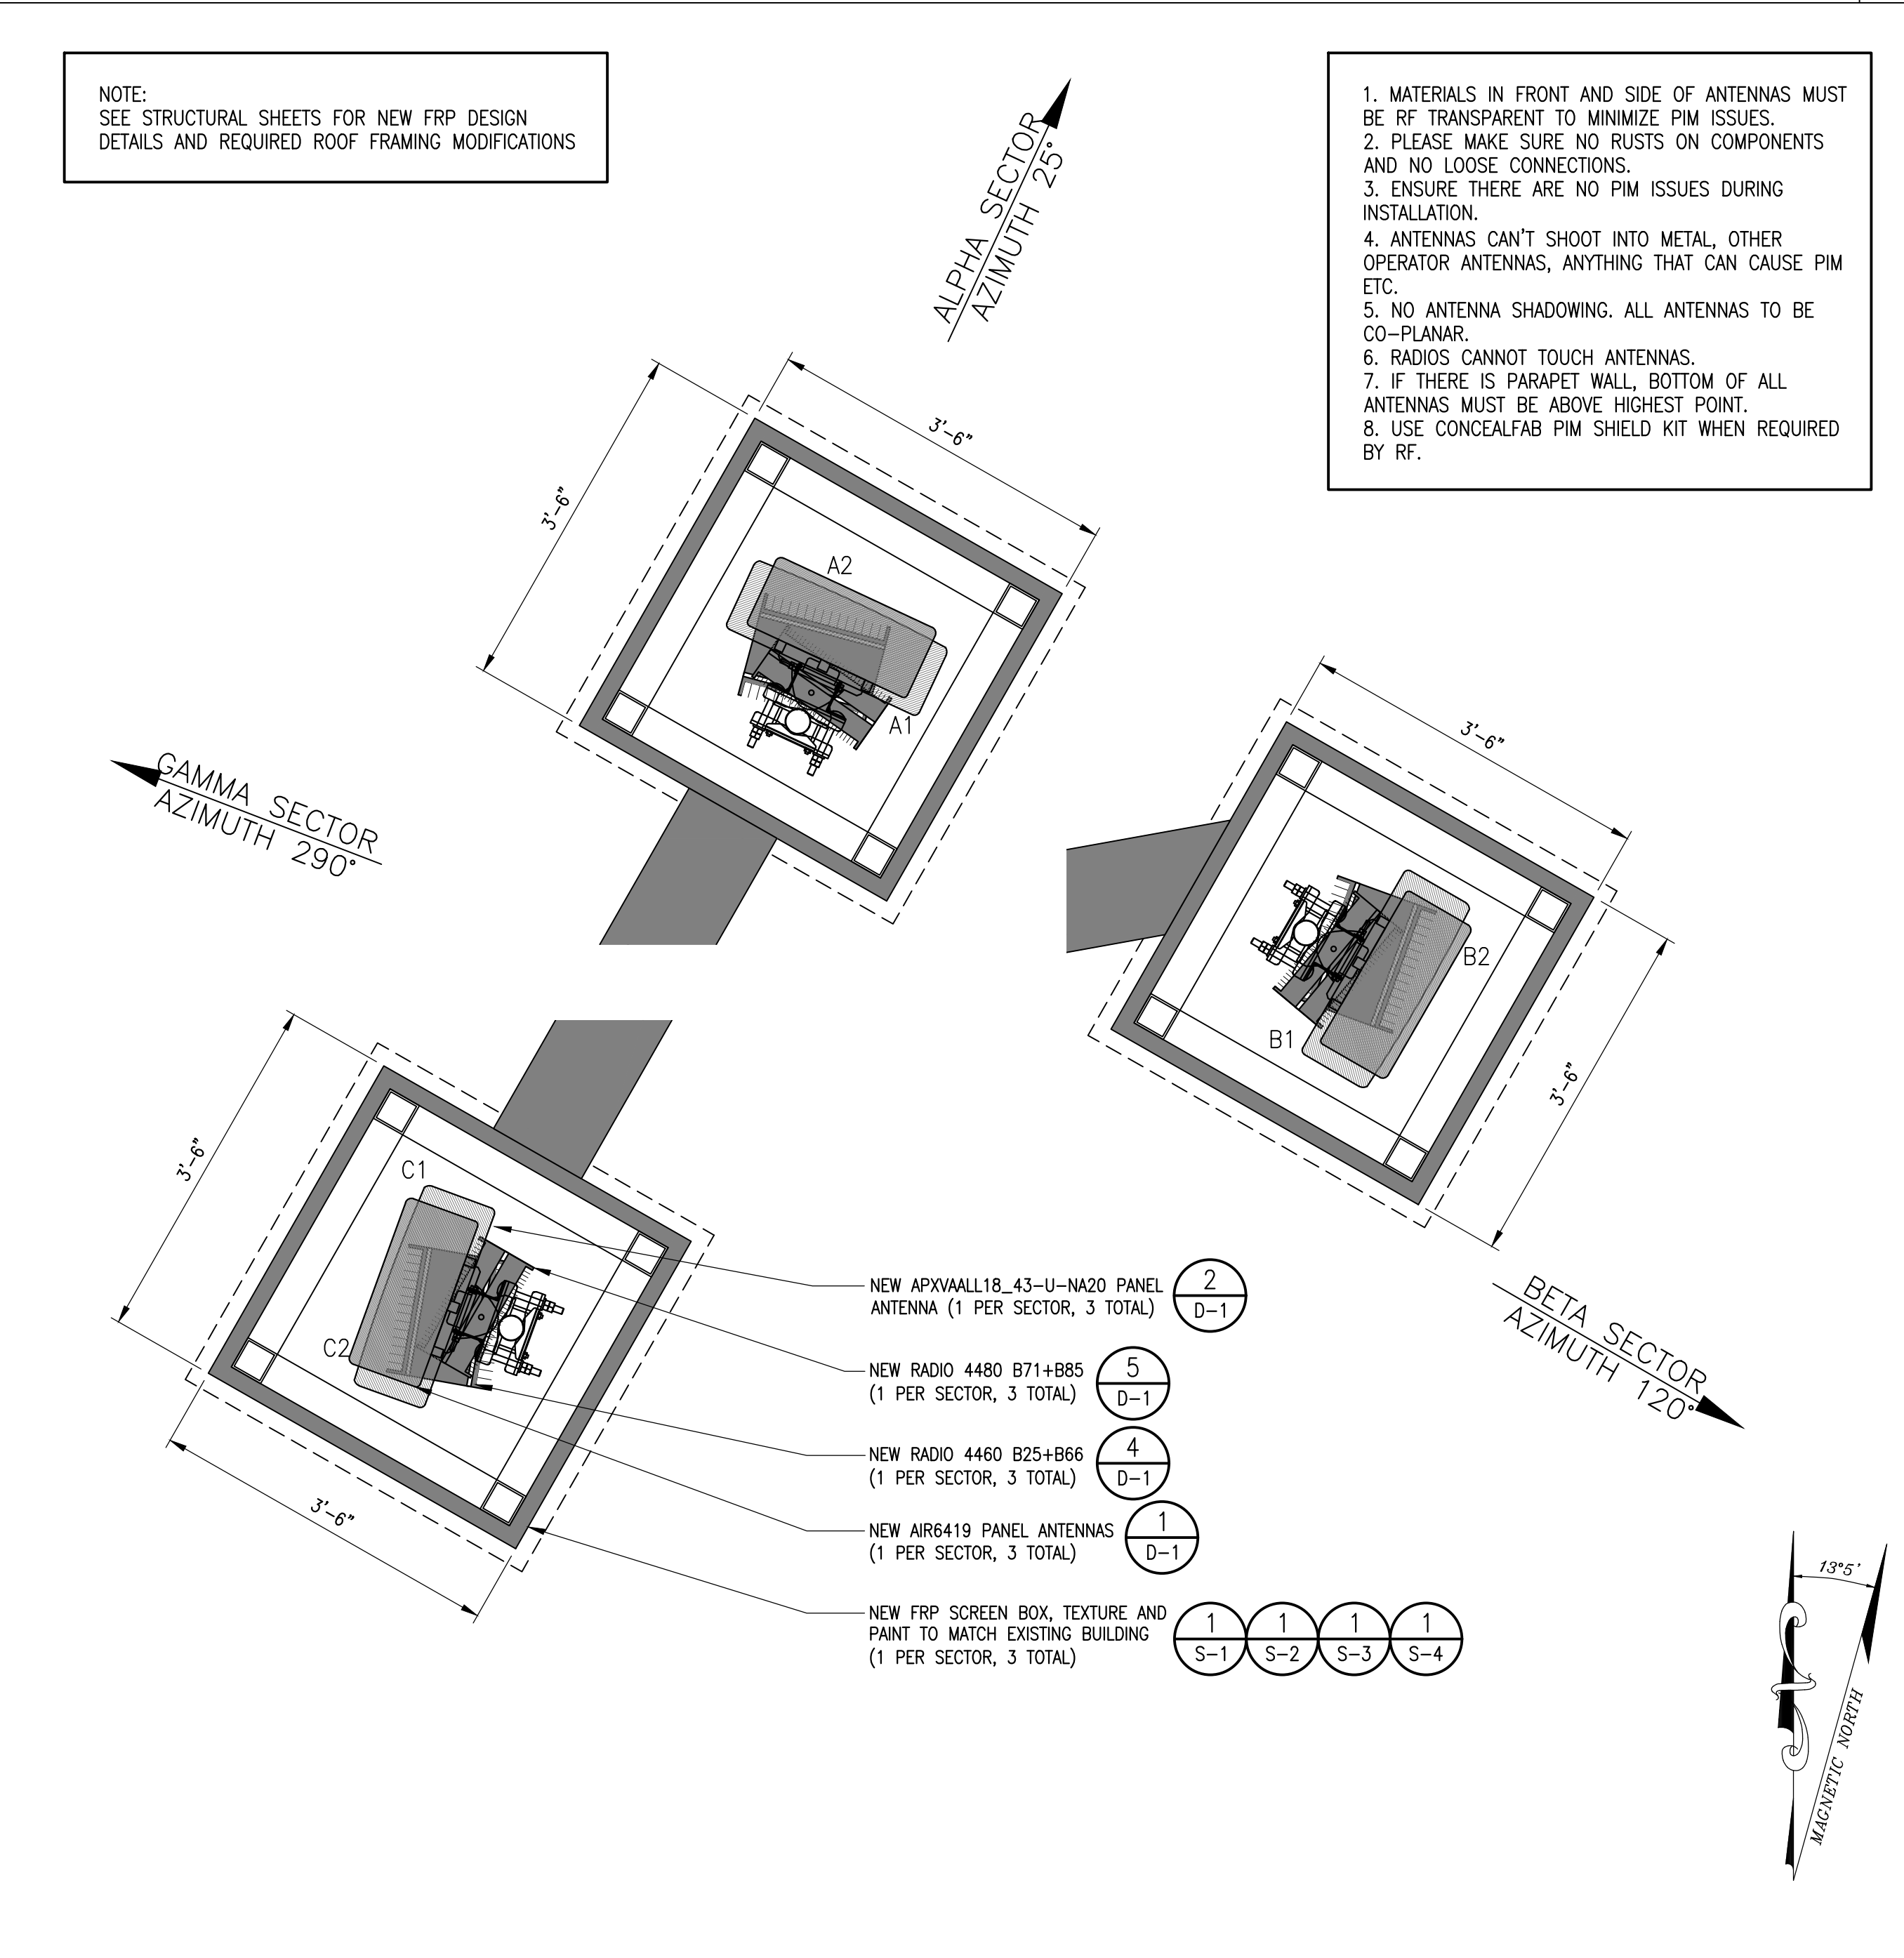 NOTE:
SEE STRUCTURAL SHEETS FOR NEW FRP DESIGN
DETAILS AND REQUIRED ROOF FRAMING MODIFICATIONS
1. MATERIALS IN FRONT AND SIDE OF ANTENNAS MUST
BE RF TRANSPARENT TO MINIMIZE PIM ISSUES.
2. PLEASE MAKE SURE NO RUSTS ON COMPONENTS
AND NO LOOSE CONNECTIONS.
3. ENSURE THERE ARE NO PIM ISSUES DURING
INSTALLATION.
4. ANTENNAS CAN'T SHOOT INTO METAL, OTHER
OPERATOR ANTENNAS, ANYTHING THAT CAN CAUSE PIM
ETC.
5. NO ANTENNA SHADOWING. ALL ANTENNAS TO BE
CO-PLANAR.
6. RADIOS CANNOT TOUCH ANTENNAS.
7. IF THERE IS PARAPET WALL, BOTTOM OF ALL
ANTENNAS MUST BE ABOVE HIGHEST POINT.
8. USE CONCEALFAB PIM SHIELD KIT WHEN REQUIRED
BY RF.
ALPHA SECTOR
AZIMUTH 25°
3'-6"
3'-6"
A2
A1
GAMMA SECTOR
AZIMUTH 290°
3'-6"
B2
B1
3'-6"
3'-6"
C1
C2
3'-6"
BETA SECTOR
AZIMUTH 120°
NEW APXVAALL18_43-U-NA20 PANEL
ANTENNA (1 PER SECTOR, 3 TOTAL)
2
D-1
NEW RADIO 4480 B71+B85
(1 PER SECTOR, 3 TOTAL)
5
D-1
NEW RADIO 4460 B25+B66
(1 PER SECTOR, 3 TOTAL)
4
D-1
NEW AIR6419 PANEL ANTENNAS
(1 PER SECTOR, 3 TOTAL)
1
D-1
NEW FRP SCREEN BOX, TEXTURE AND
PAINT TO MATCH EXISTING BUILDING
(1 PER SECTOR, 3 TOTAL)
1 1 1 1
S-1 S-2 S-3 S-4
13°5'
MAGNETIC NORTH